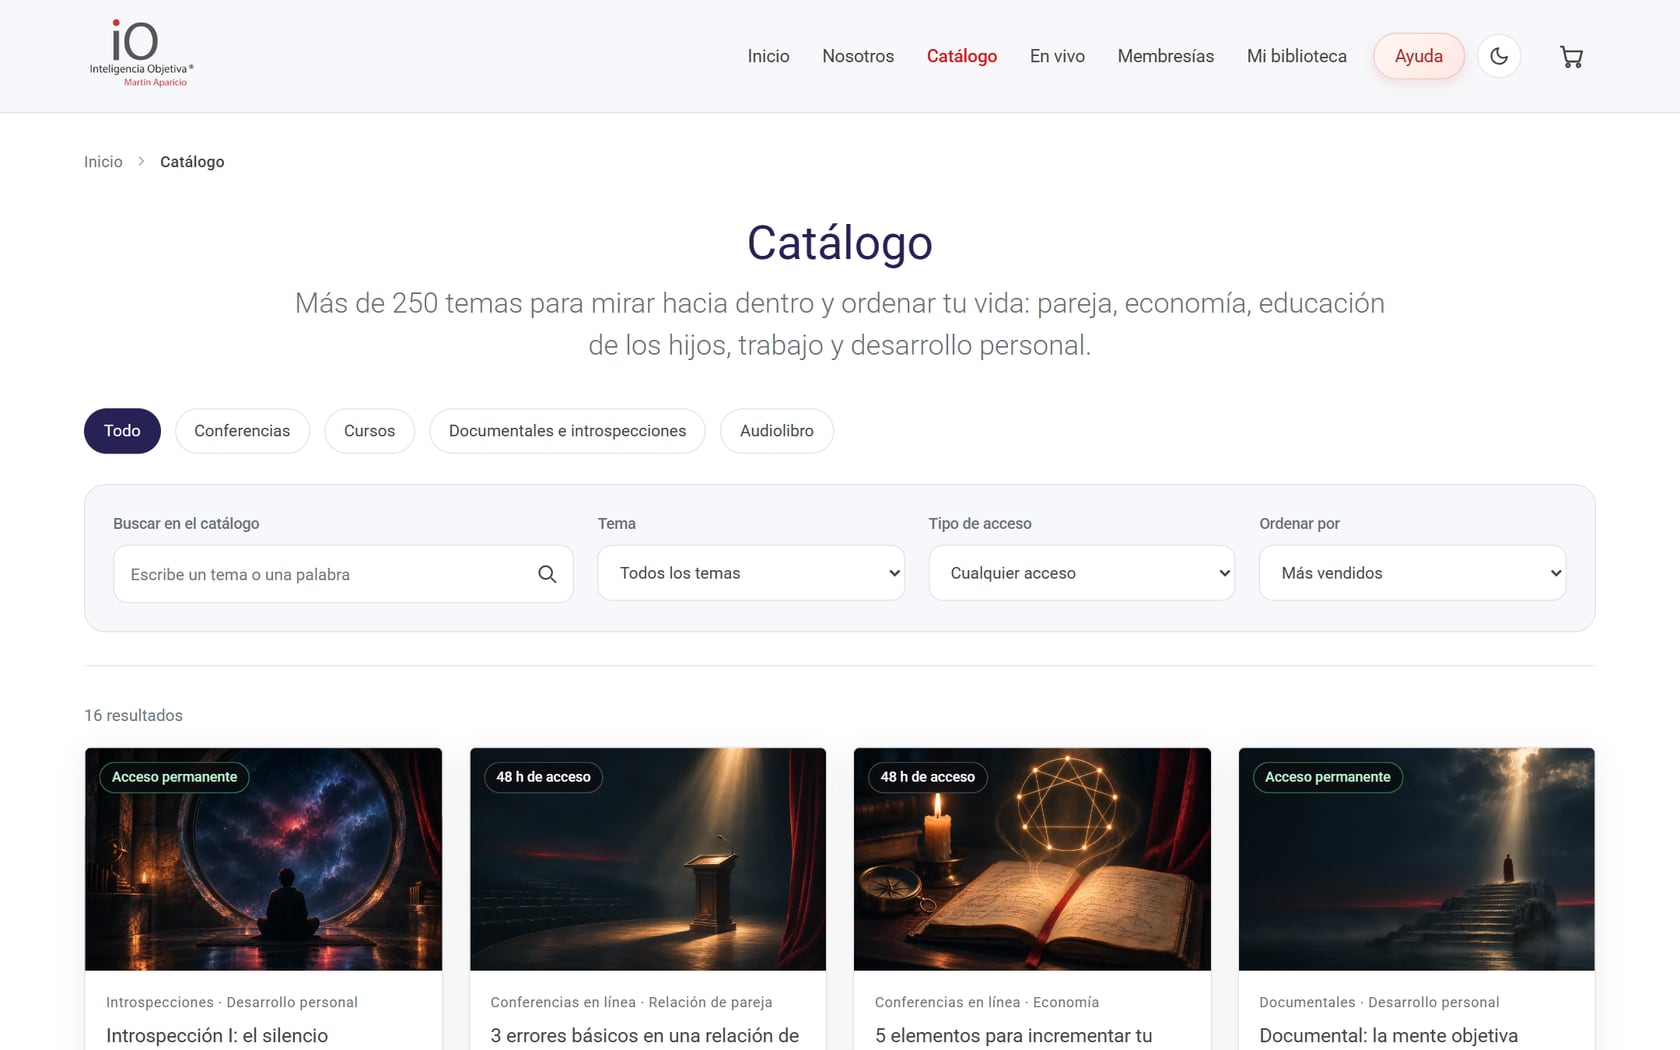 iO
Inteligencia Objetiva®
Martín Aparicio
Inicio
Nosotros
Catálogo
En vivo
Membresías
Mi biblioteca
Ayuda
Inicio
Catálogo
Catálogo
Más de 250 temas para mirar hacia dentro y ordenar tu vida: pareja, economía, educación
de los hijos, trabajo y desarrollo personal.
Todo
Conferencias
Cursos
Documentales e introspecciones
Audiolibro
Buscar en el catálogo
Tema
Tipo de acceso
Ordenar por
Escribe un tema o una palabra
Todos los temas
Cualquier acceso
Más vendidos
16 resultados
Acceso permanente
48 h de acceso
48 h de acceso
Acceso permanente
Introspecciones · Desarrollo personal
Introspección I: el silencio
Conferencias en línea · Relación de pareja
3 errores básicos en una relación de
Conferencias en línea · Economía
5 elementos para incrementar tu
Documentales · Desarrollo personal
Documental: la mente objetiva